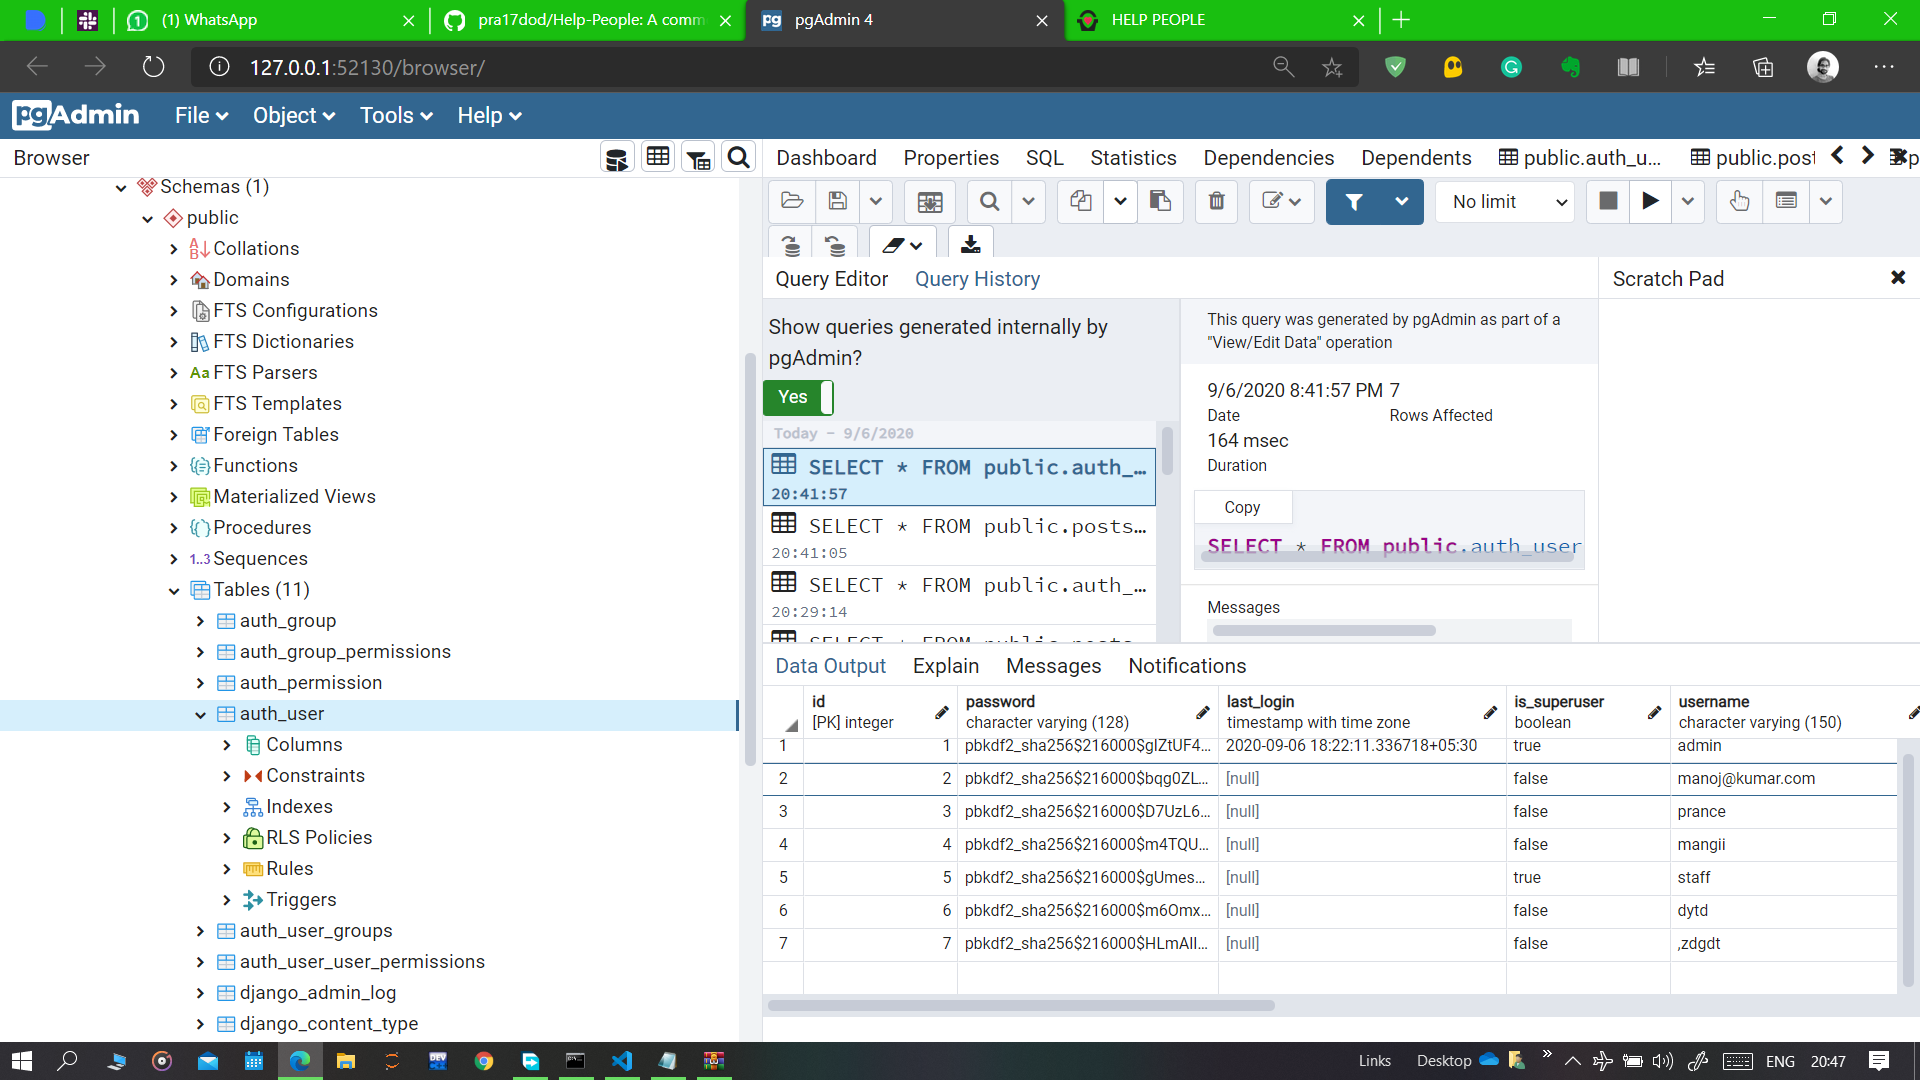 (1) WhatsApp
pra17dod/Help-People: A comm
pgAdmin 4
HELP PEOPLE
127.0.0.1:52130/browser/
pgAdmin
File
Object
Tools
Help
Browser
Dashboard
Properties
SQL
Statistics
Dependencies
Dependents
public.auth_u...
public.post
Schemas (1)
public
Collations
Domains
FTS Configurations
FTS Dictionaries
Aa FTS Parsers
FTS Templates
Foreign Tables
Functions
Materialized Views
Procedures
1..3 Sequences
Tables (11)
auth_group
auth_group_permissions
auth_permission
auth_user
Columns
Constraints
Indexes
RLS Policies
Rules
Triggers
auth_user_groups
auth_user_user_permissions
django_admin_log
django_content_type
No limit
Query Editor
Query History
Scratch Pad
Show queries generated internally by
pgAdmin?
Yes
Today - 9/6/2020
SELECT * FROM public.auth_…
20:41:57
SELECT * FROM public.posts…
20:41:05
SELECT * FROM public.auth_…
20:29:14
SELECT * FROM public.posts
This query was generated by pgAdmin as part of a
"View/Edit Data" operation
9/6/2020 8:41:57 PM 7
Date Rows Affected
164 msec
Duration
Copy
SELECT * FROM public.auth_user
Messages
Data Output
Explain
Messages
Notifications
id
[PK] integer
password
character varying (128)
last_login
timestamp with time zone
is_superuser
boolean
username
character varying (150)
1 1 pbkdf2_sha256$216000$glZtUF4... 2020-09-06 18:22:11.336718+05:30 true admin
2 2 pbkdf2_sha256$216000$bqg0ZL... [null] false manoj@kumar.com
3 3 pbkdf2_sha256$216000$D7UzL6... [null] false prance
4 4 pbkdf2_sha256$216000$m4TQU... [null] false mangii
5 5 pbkdf2_sha256$216000$gUmes... [null] true staff
6 6 pbkdf2_sha256$216000$m6Omx... [null] false dytd
7 7 pbkdf2_sha256$216000$HLmAlI... [null] false ,zdgdt
Links
Desktop
ENG
20:47